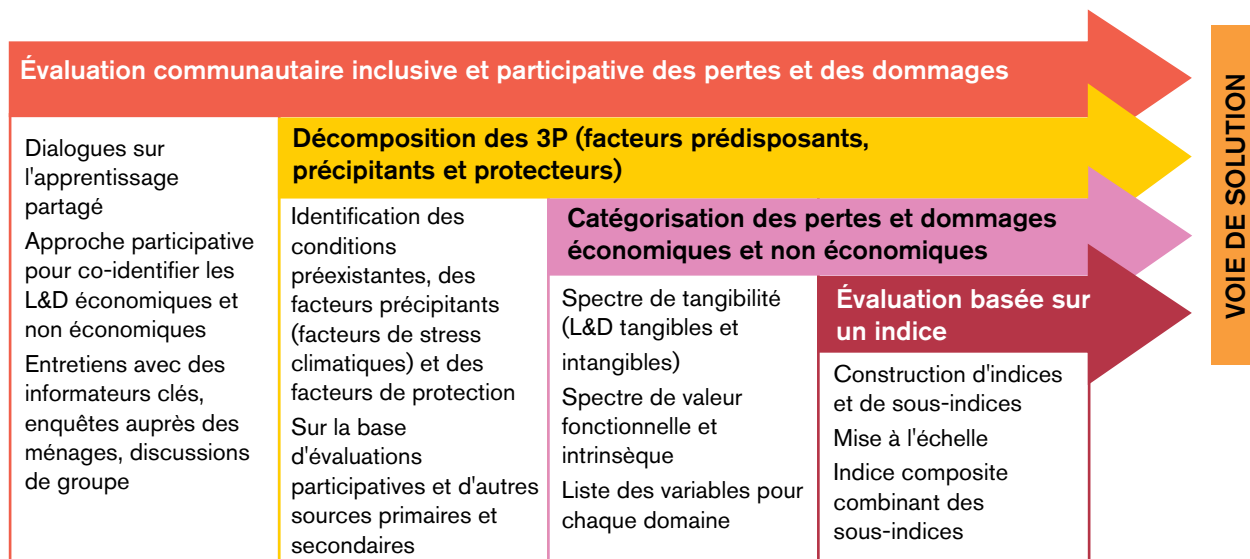 Évaluation communautaire inclusive et participative des pertes et des dommages
Dialogues sur
l'apprentissage
partagé
Approche participative
pour co-identifier les
L&D économiques et
non économiques
Entretiens avec des
informateurs clés,
enquêtes auprès des
ménages, discussions
de groupe
Décomposition des 3P (facteurs prédisposants,
précipitants et protecteurs)
Identification des
conditions
préexistantes, des
facteurs précipitants
(facteurs de stress
climatiques) et des
facteurs de protection
Sur la base
d'évaluations
participatives et d'autres
sources primaires et
secondaires
Catégorisation des pertes et dommages
économiques et non économiques
Spectre de tangibilité
(L&D tangibles et
intangibles)
Spectre de valeur
fonctionnelle et
intrinsèque
Liste des variables pour
chaque domaine
Évaluation basée sur
un indice
Construction d'indices
et de sous-indices
Mise à l'échelle
Indice composite
combinant des
sous-indices
VOIE DE SOLUTION